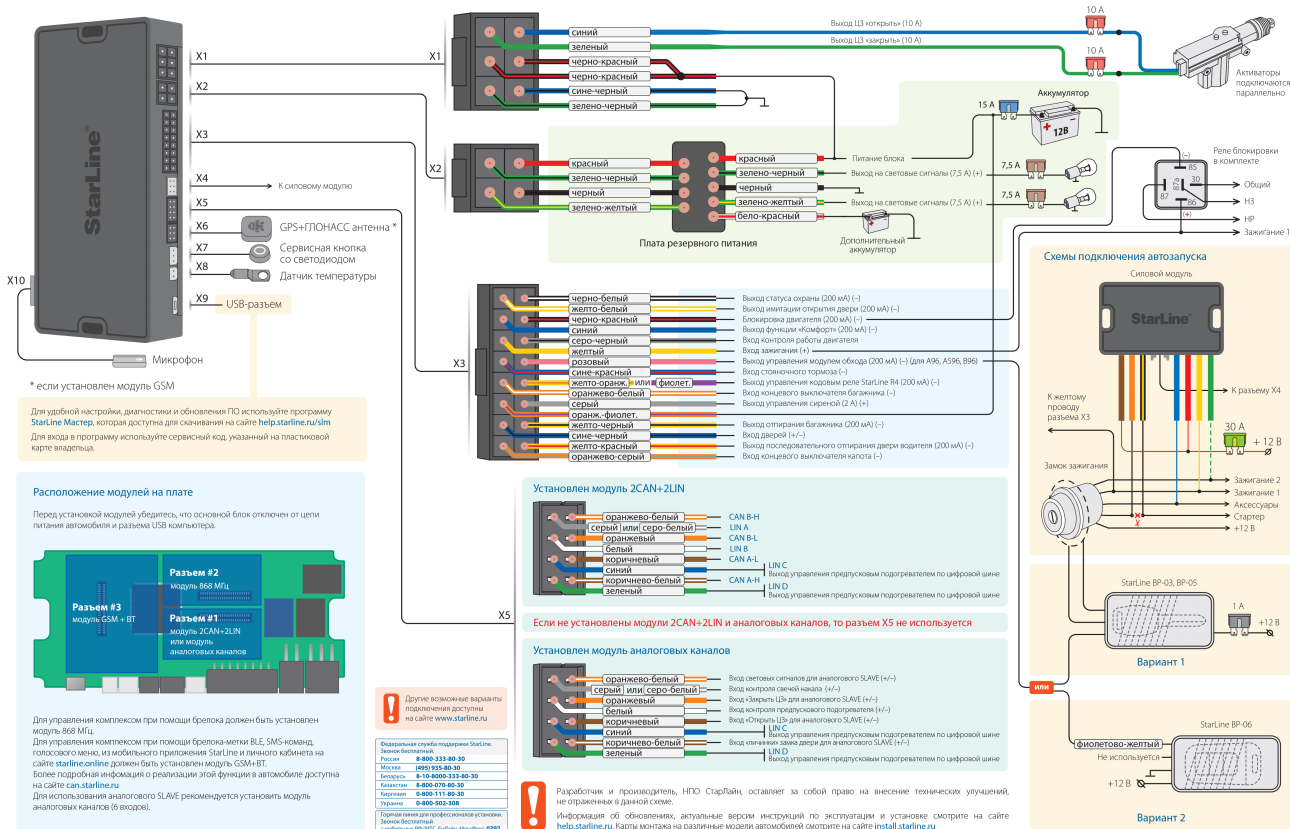 StarLine
X1
X2
X3
X4
К силовому модулю
X5
X6
GPS+ГЛОНАСС антенна *
X7
Сервисная кнопка
со светодиодом
X8
Датчик температуры
X9
USB-разъем
X10
Микрофон
* если установлен модуль GSM
Для удобной настройки, диагностики и обновления ПО используйте программу
StarLine Мастер, которая доступна для скачивания на сайте help.starline.ru/slm
Для входа в программу используйте сервисный код, указанный на пластиковой
карте владельца.
X1
синий
зеленый
черно-красный
черно-красный
сине-черный
зелено-черный
Выход ЦЗ «открыть» (10 А)
Выход ЦЗ «закрыть» (10 А)
10 А
10 А
Активаторы
подключаются
параллельно
X2
красный
зелено-черный
черный
зелено-желтый
Плата резервного питания
красный
зелено-черный
черный
зелено-желтый
бело-красный
Питание блока
Выход на световые сигналы (7,5 А) (+)
Выход на световые сигналы (7,5 А) (+)
Дополнительный
аккумулятор
15 А
Аккумулятор
12В
7,5 А
7,5 А
Реле блокировки
в комплекте
(–)
85
87a
30
87
86
(+)
Общий
НЗ
НР
Зажигание 1
X3
черно-белый
Выход статуса охраны (200 мА) (–)
желто-белый
Выход имитации открытия двери (200 мА) (–)
черно-красный
Блокировка двигателя (200 мА) (–)
синий
Выход функции «Комфорт» (200 мА) (–)
серо-черный
Вход контроля работы двигателя
желтый
Вход зажигания (+)
розовый
Выход управления модулем обхода (200 мА) (–) (для A96, AS96, B96)
сине-красный
Вход стояночного тормоза (–)
желто-оранж. или фиолет.
Выход управления кодовым реле StarLine R4 (200 мА) (–)
оранжево-белый
Вход концевого выключателя багажника (–)
серый
Выход управления сиреной (2 А) (+)
оранж.-фиолет.
желто-черный
Выход отпирания багажника (200 мА) (–)
сине-черный
Вход дверей (+/–)
желто-красный
Выход последовательного отпирания двери водителя (200 мА) (–)
оранжево-серый
Вход концевого выключателя капота (–)
Схемы подключения автозапуска
Силовой модуль
StarLine
К разъему X4
К желтому
проводу
разъема X3
30 А
+ 12 В
Замок зажигания
Зажигание 2
Зажигание 1
Аксессуары
Стартер
+12 В
StarLine BP-03, BP-05
1 А
+12 В
Вариант 1
или
StarLine BP-06
фиолетово-желтый
Не используется
+12 В
Вариант 2
Расположение модулей на плате
Перед установкой модулей убедитесь, что основной блок отключен от цепи
питания автомобиля и разъема USB компьютера.
Разъем #2
модуль 868 МГц
Разъем #3
модуль GSM + BT
Разъем #1
модуль 2CAN+2LIN
или модуль
аналоговых каналов
Для управления комплексом при помощи брелока должен быть установлен
модуль 868 МГц.
Для управления комплексом при помощи брелока-метки BLE, SMS-команд,
голосового меню, из мобильного приложения StarLine и личного кабинета на
сайте starline.online должен быть установлен модуль GSM+BT.
Более подробная инфомация о реализации этой функции в автомобиле доступна
на сайте can.starline.ru
Для использования аналогового SLAVE рекомендуется установить модуль
аналоговых каналов (6 входов).
Другие возможные варианты
подключения доступны
на сайте www.starline.ru
Федеральная служба поддержки StarLine.
Звонок бесплатный.
Россия 8-800-333-80-30
Москва (495) 935-80-30
Беларусь 8-10-8000-333-80-30
Казахстан 8-800-070-80-30
Киргизия 0-800-111-80-30
Украина 0-800-502-308
Горячая линия для профессионалов установки.
Звонок бесплатный
X5
Установлен модуль 2CAN+2LIN
оранжево-белый
CAN B-H
серый или серо-белый
LIN A
оранжевый
CAN B-L
белый
LIN B
коричневый
CAN A-L
синий
LIN C
Выход управления предпусковым подогревателем по цифровой шине
коричнево-белый
CAN A-H
зеленый
LIN D
Выход управления предпусковым подогревателем по цифровой шине
Если не установлены модули 2CAN+2LIN и аналоговых каналов, то разъем X5 не используется
Установлен модуль аналоговых каналов
оранжево-белый
Вход световых сигналов для аналогового SLAVE (+/–)
серый или серо-белый
Вход контроля свечей накала (+/–)
оранжевый
Вход «Закрыть ЦЗ» для аналогового SLAVE (+/–)
белый
Вход контроля предпускового подогревателя (+/–)
коричневый
Вход «Открыть ЦЗ» для аналогового SLAVE (+/–)
синий
LIN C
Выход управления предпусковым подогревателем по цифровой шине
коричнево-белый
Вход «личинки» замка двери для аналогового SLAVE (+/–)
зеленый
LIN D
Выход управления предпусковым подогревателем по цифровой шине
Разработчик и производитель, НПО СтарЛайн, оставляет за собой право на внесение технических улучшений,
не отраженных в данной схеме.
Информация об обновлениях, актуальные версии инструкций по эксплуатации и установке смотрите на сайте
help.starline.ru. Карты монтажа на различные модели автомобилей смотрите на сайте install.starline.ru